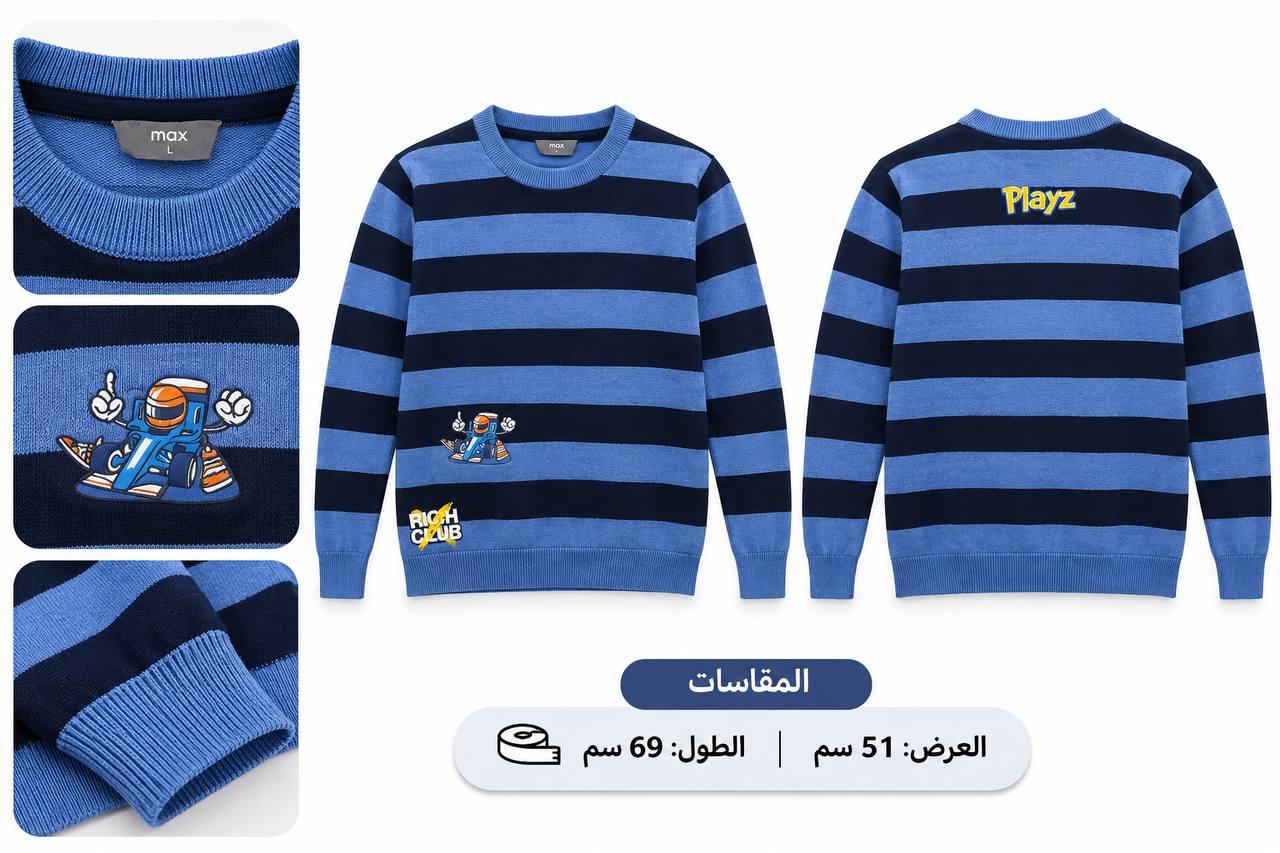 max
L
max
L
Playz
RICH
CLUB
المقاسات
العرض: 51 سم
الطول: 69 سم